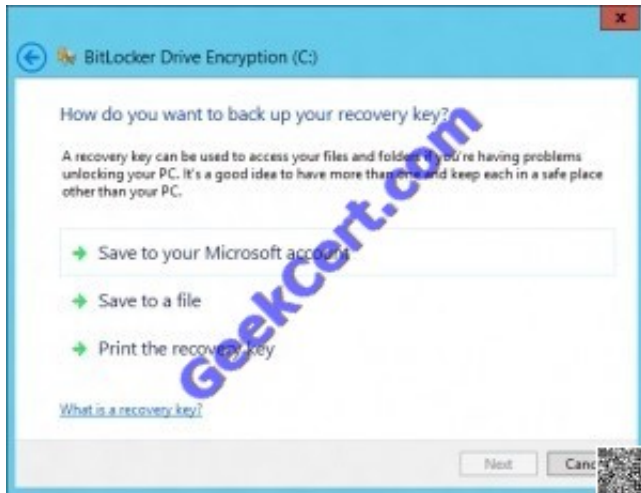 BitLocker Drive Encryption (C:)
How do you want to back up your recovery key?
A recovery key can be used to access your files and folders if you're having problems
unlocking your PC. It's a good idea to have more than one and keep each in a safe place
other than your PC.
Save to your Microsoft account
Save to a file
Print the recovery key
What is a recovery key?
Next
Canc
GeekCert.com